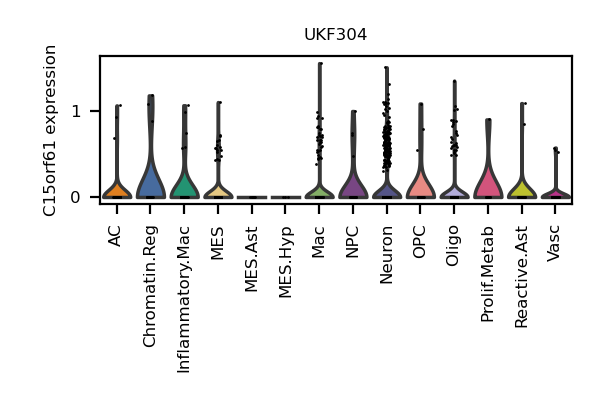 UKF304
C15orf61 expression
1
0
AC
Chromatin.Reg
Inflammatory.Mac
MES
MES.Ast
MES.Hyp
Mac
NPC
Neuron
OPC
Oligo
Prolif.Metab
Reactive.Ast
Vasc